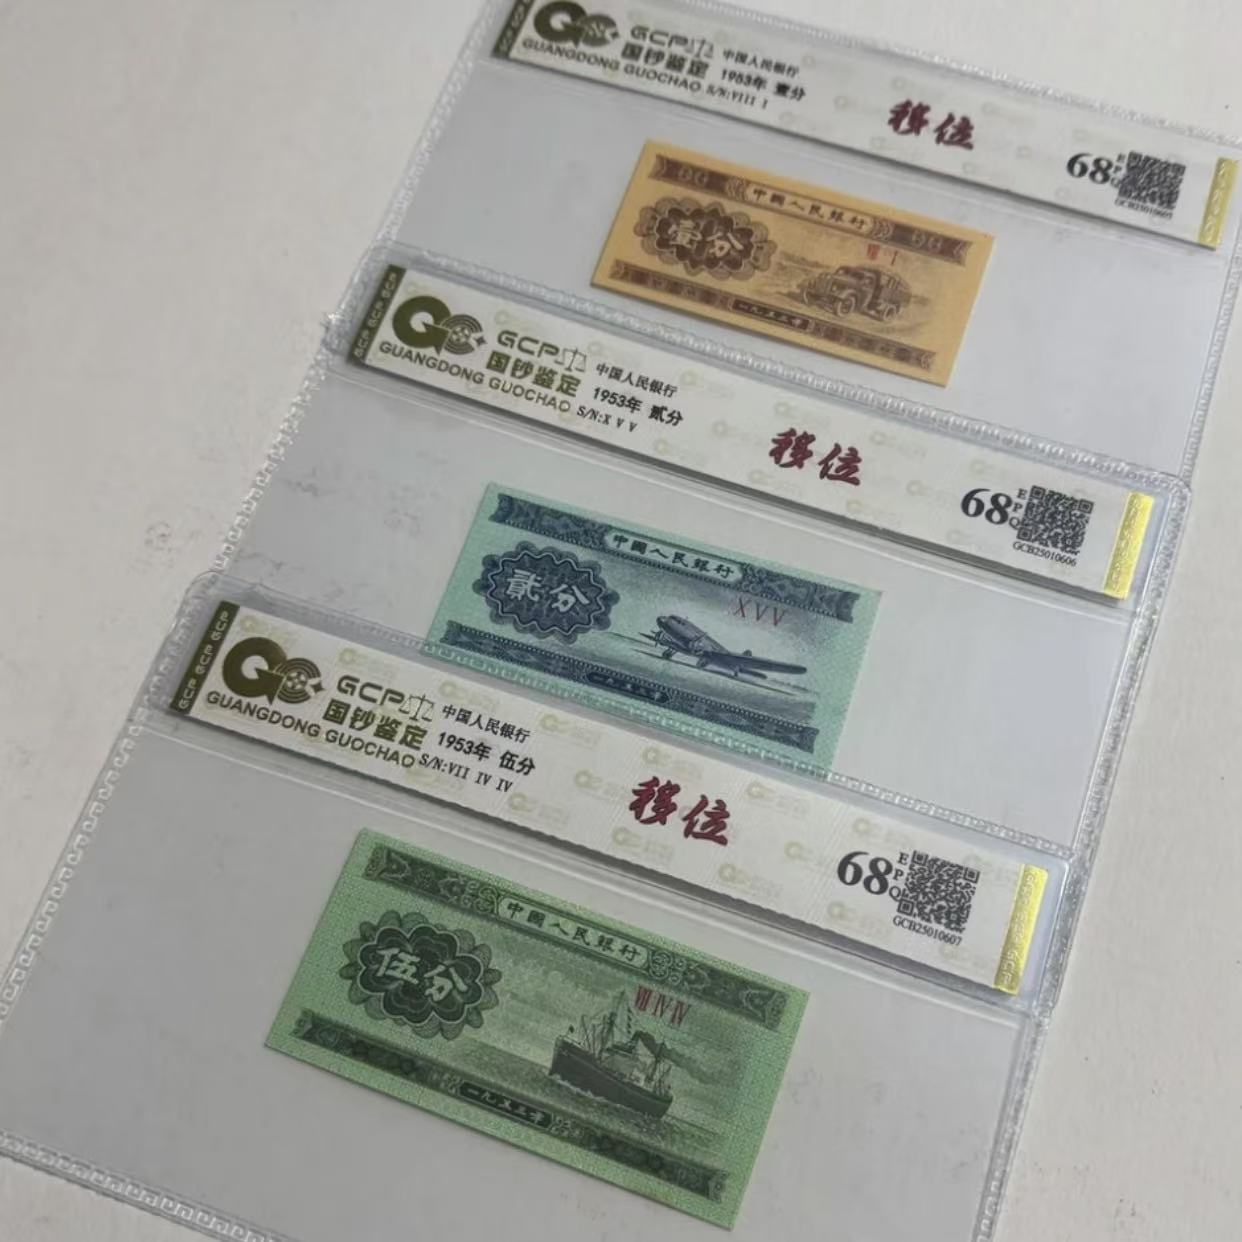 GCP
国钞鉴定
GUANGDONG GUOCHAO
中国人民银行
1953年 壹分
S/N:VIII I
移位
68
EPQ
GCB25010605
中國人民銀行
壹分
VIII I
一九五三年
GCP
国钞鉴定
GUANGDONG GUOCHAO
中国人民银行
1953年 贰分
S/N:X V V
移位
68
EPQ
GCB25010606
中國人民銀行
貳分
XVV
一九五三年
GCP
国钞鉴定
GUANGDONG GUOCHAO
中国人民银行
1953年 伍分
S/N:VII IV IV
移位
68
EPQ
GCB25010607
中國人民銀行
伍分
VII IV IV
一九五三年